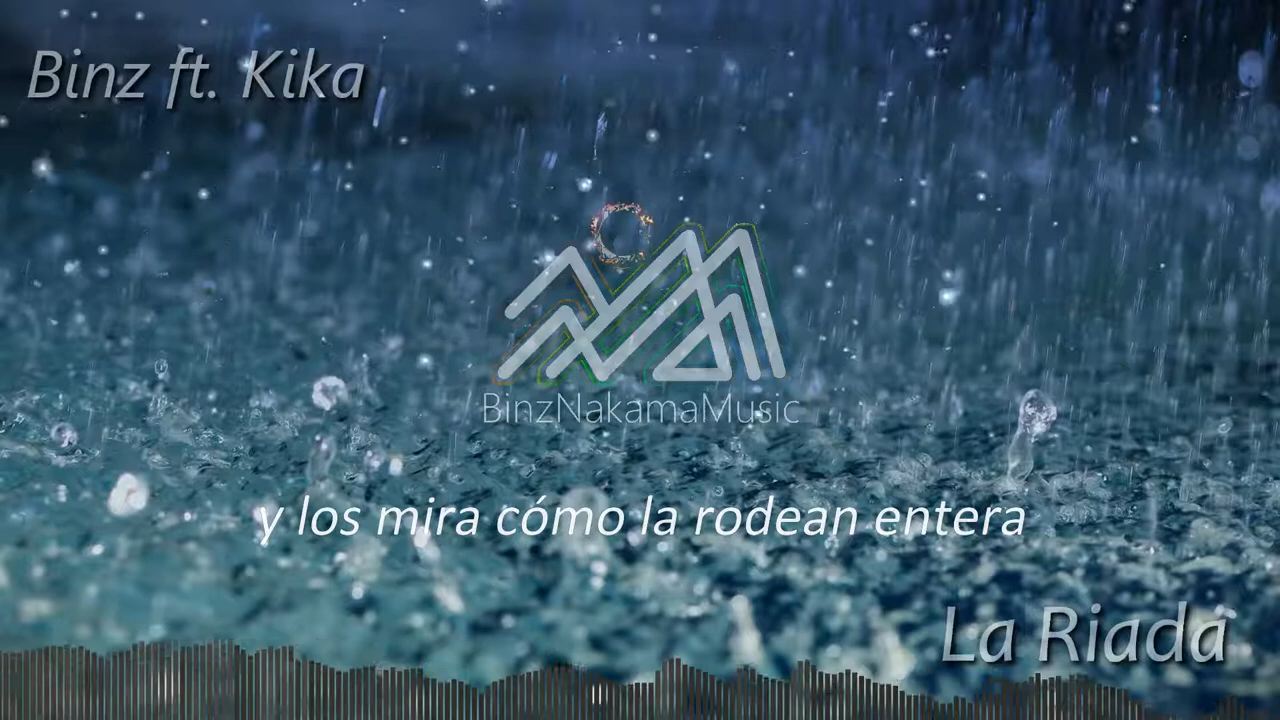 Binz ft. Kika
BinzNakamaMusic
y los mira cómo la rodean entera
La Riada